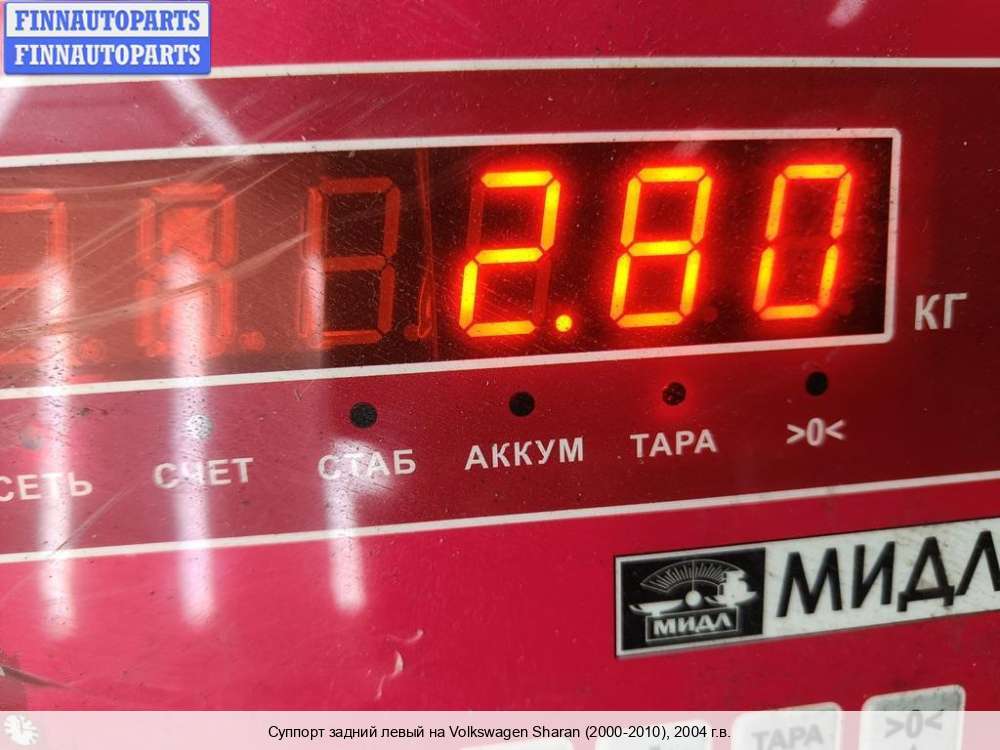 FINNAUTOPARTS
FINNAUTOPARTS
2.80
КГ
СЕТЬ СЧЕТ СТАБ АККУМ ТАРА >0<
МИДЛ
МИДЛ
ТАРА >0<
Суппорт задний левый на Volkswagen Sharan (2000-2010), 2004 г.в.